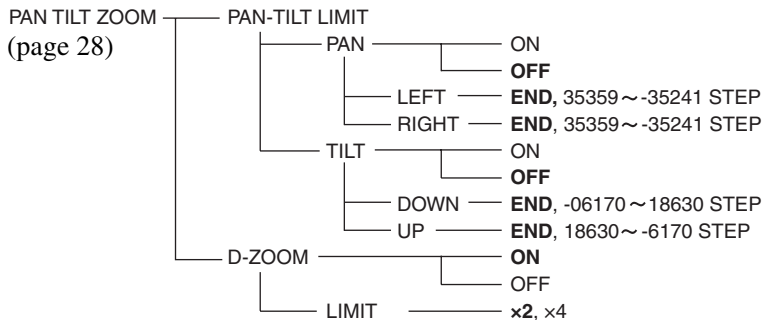 PAN TILT ZOOM PAN-TILT LIMIT
(page 28) PAN ON
OFF
LEFT END, 35359～-35241 STEP
RIGHT END, 35359～-35241 STEP
TILT ON
OFF
DOWN END, -06170～18630 STEP
UP END, 18630～-6170 STEP
D-ZOOM ON
OFF
LIMIT ×2, ×4